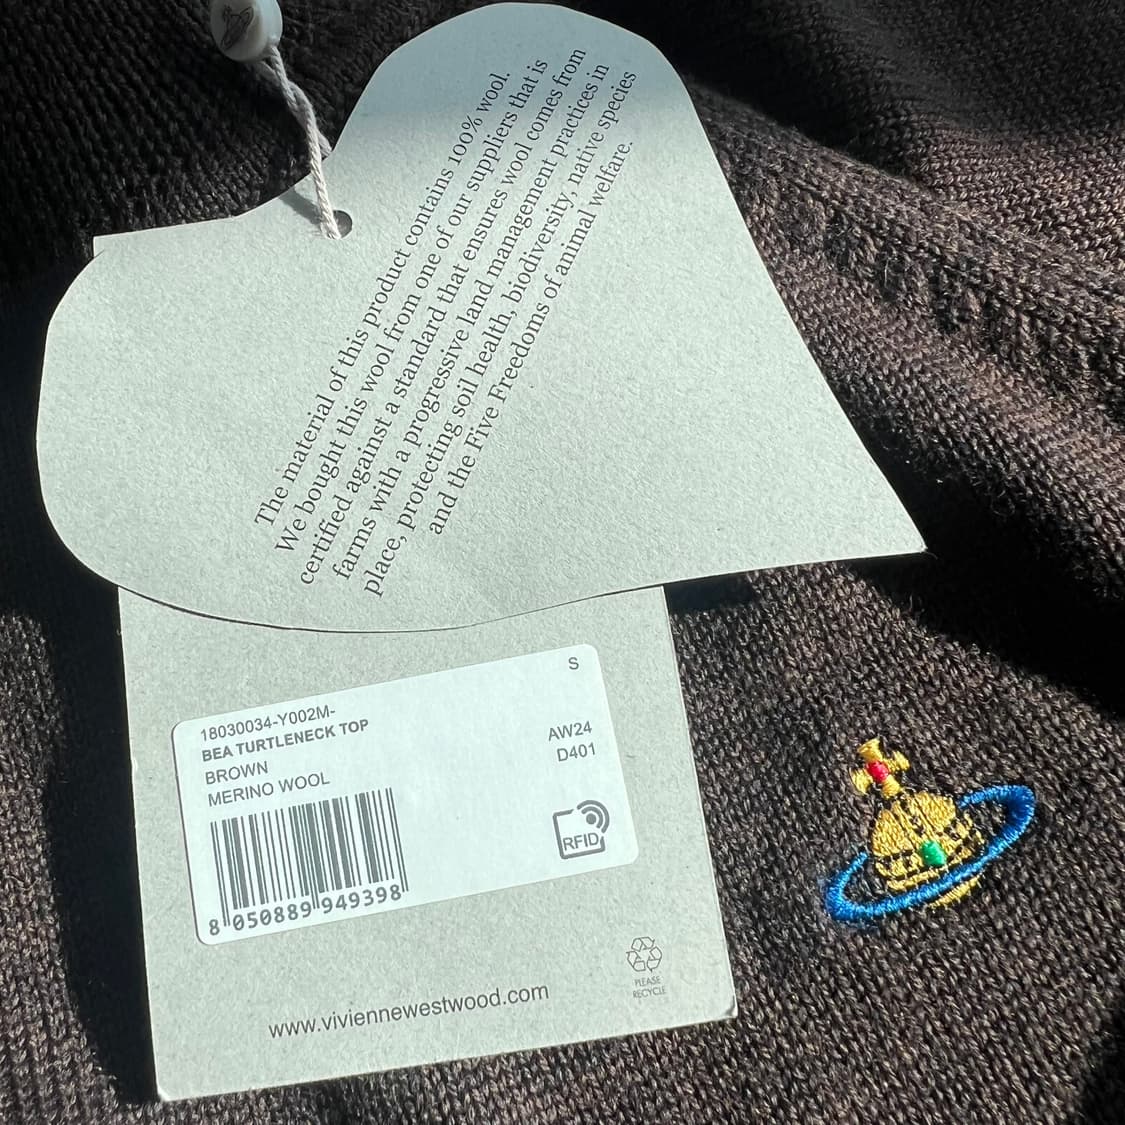 The material of this product contains 100% wool.
We bought this wool from one of our suppliers that is
certified against a standard that ensures wool comes from
farms with a progressive land management practices in
place, protecting soil health, biodiversity, native species
and the Five Freedoms of animal welfare.
S
18030034-Y002M-
BEA TURTLENECK TOP
BROWN
MERINO WOOL
AW24
D401
RFID
8 050889 949398
PLEASE
RECYCLE
www.viviennewestwood.com